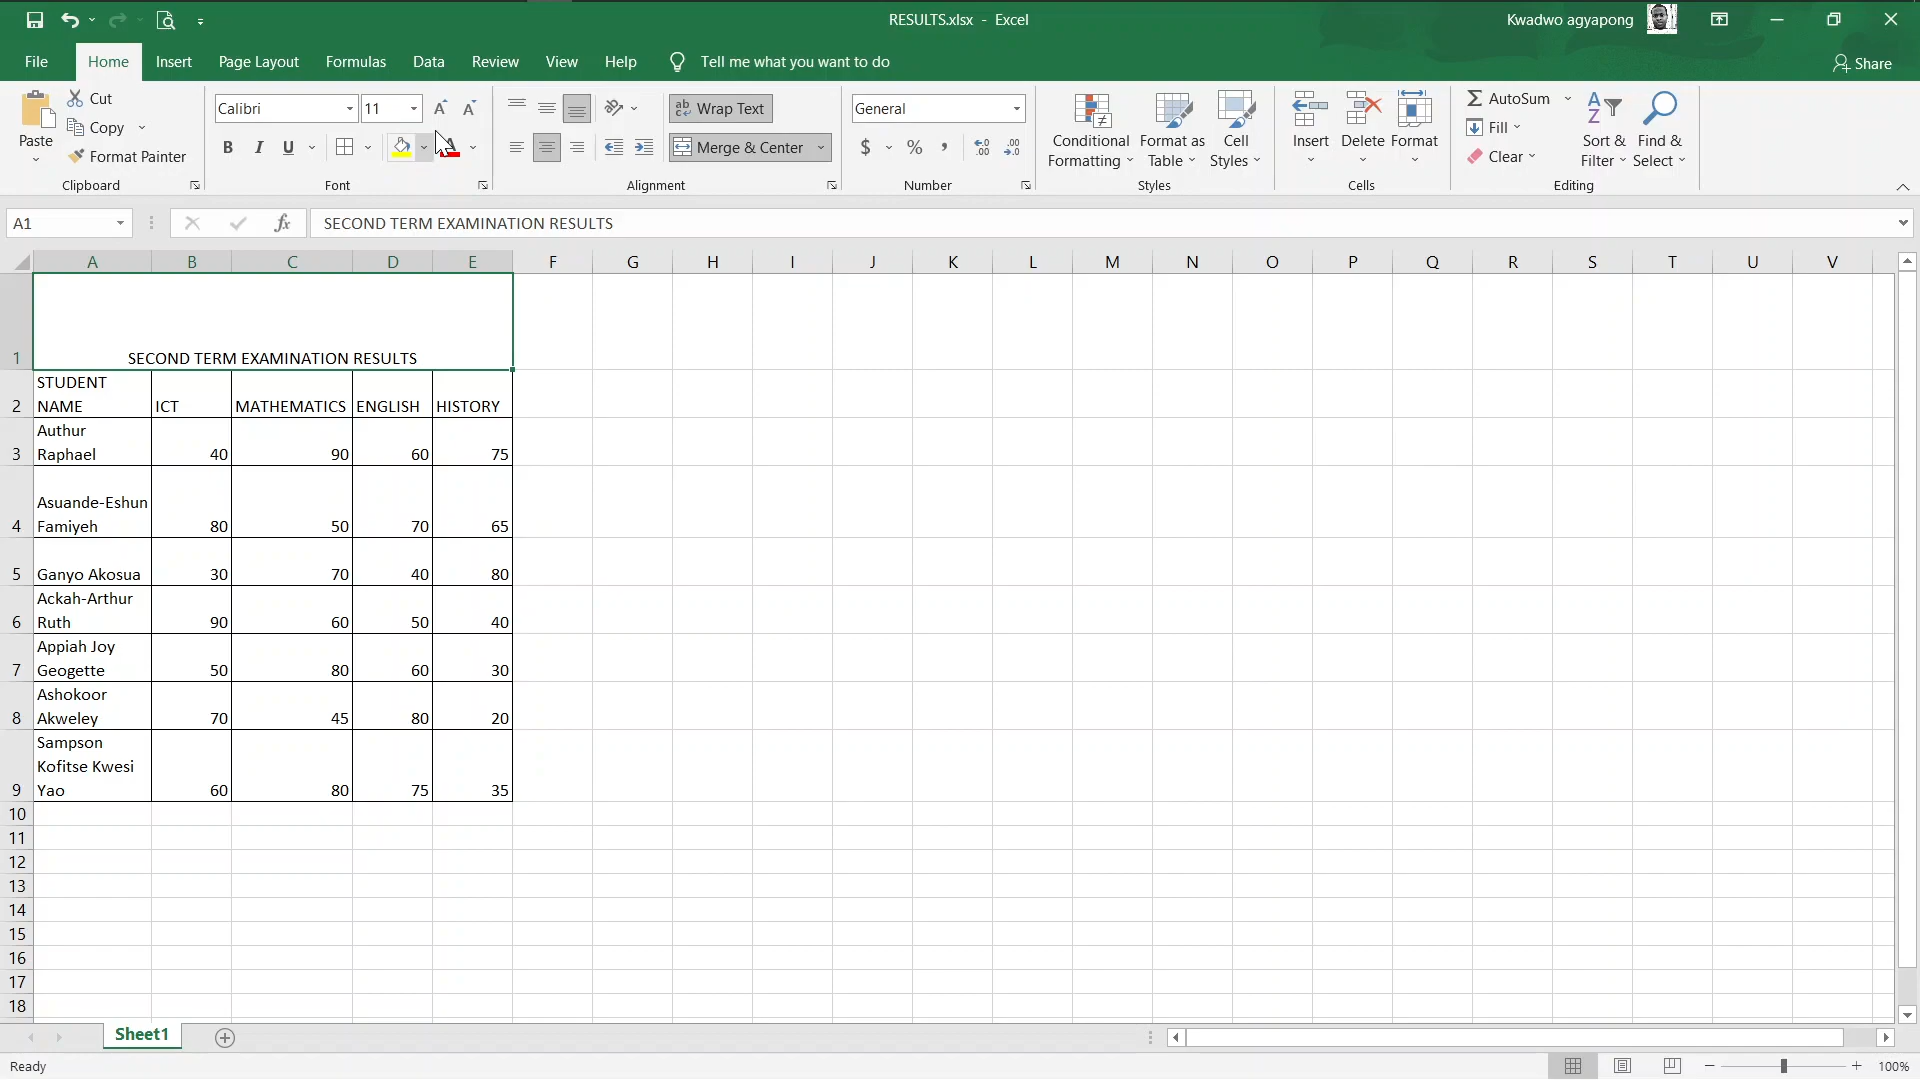 RESULTS.xlsx - Excel
Kwadwo agyapong
File Home Insert Page Layout Formulas Data Review View Help Tell me what you want to do Share
Paste
Cut
Copy
Format Painter
Clipboard
Calibri 11 A A
B I U
Font
Wrap Text
Merge & Center
Alignment
General
$ % , .00
Number
Conditional Formatting
Format as Table
Cell Styles
Styles
Insert Delete Format
Cells
AutoSum
Fill
Clear
Sort & Filter
Find & Select
Editing
A1 fx SECOND TERM EXAMINATION RESULTS
A B C D E F G H I J K L M N O P Q R S T U V
1 SECOND TERM EXAMINATION RESULTS
2 STUDENT NAME ICT MATHEMATICS ENGLISH HISTORY
3 Authur Raphael 40 90 60 75
4 Asuande-Eshun Famiyeh 80 50 70 65
5 Ganyo Akosua 30 70 40 80
6 Ackah-Arthur Ruth 90 60 50 40
7 Appiah Joy Geogette 50 80 60 30
8 Ashokoor Akweley 70 45 80 20
9 Sampson Kofitse Kwesi Yao 60 80 75 35
10
11
12
13
14
15
16
17
18
Sheet1
Ready
100%